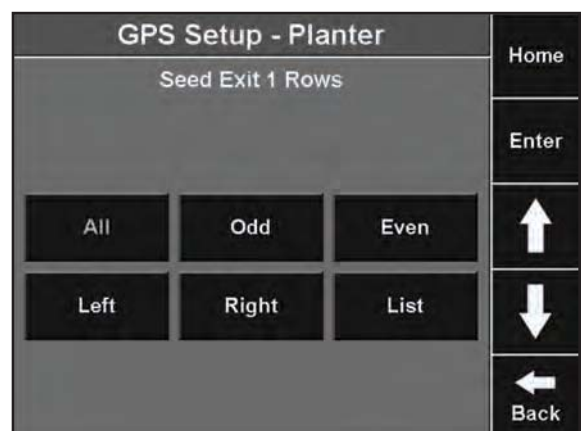 GPS Setup - Planter
Seed Exit 1 Rows
All Odd Even
Left Right List
Home
Enter
Back